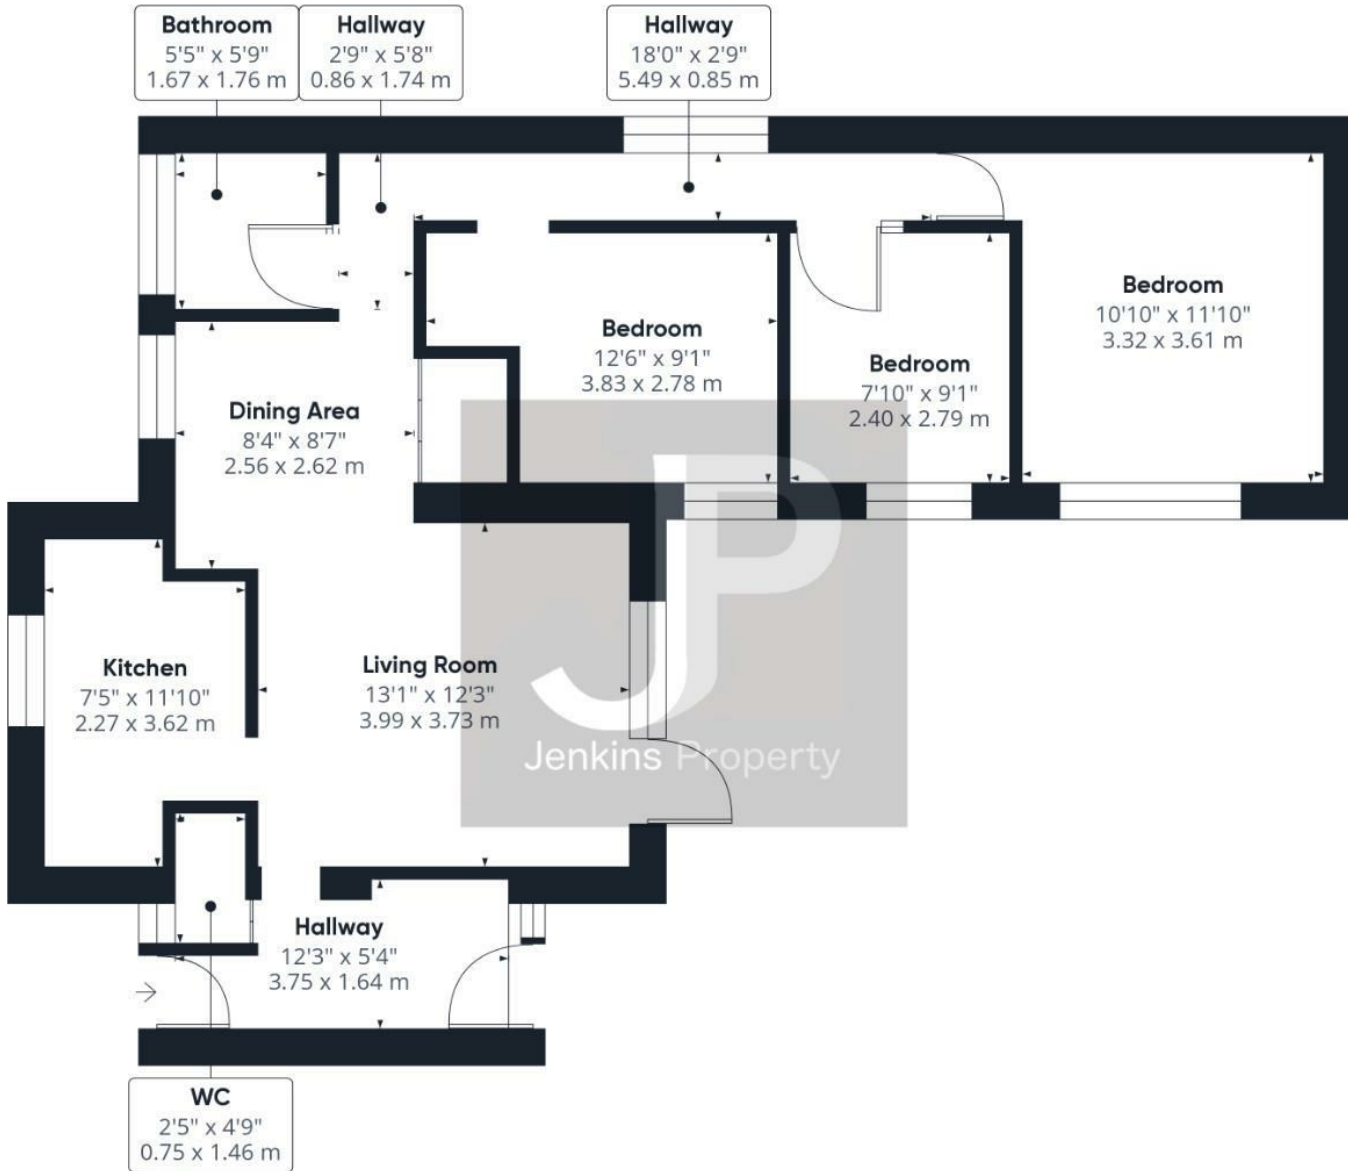 Bathroom
5'5" x 5'9"
1.67 x 1.76 m
Hallway
2'9" x 5'8"
0.86 x 1.74 m
Hallway
18'0" x 2'9"
5.49 x 0.85 m
Bedroom
10'10" x 11'10"
3.32 x 3.61 m
Bedroom
12'6" x 9'1"
3.83 x 2.78 m
Bedroom
7'10" x 9'1"
2.40 x 2.79 m
Dining Area
8'4" x 8'7"
2.56 x 2.62 m
JP
Jenkins Property
Kitchen
7'5" x 11'10"
2.27 x 3.62 m
Living Room
13'1" x 12'3"
3.99 x 3.73 m
Hallway
12'3" x 5'4"
3.75 x 1.64 m
WC
2'5" x 4'9"
0.75 x 1.46 m